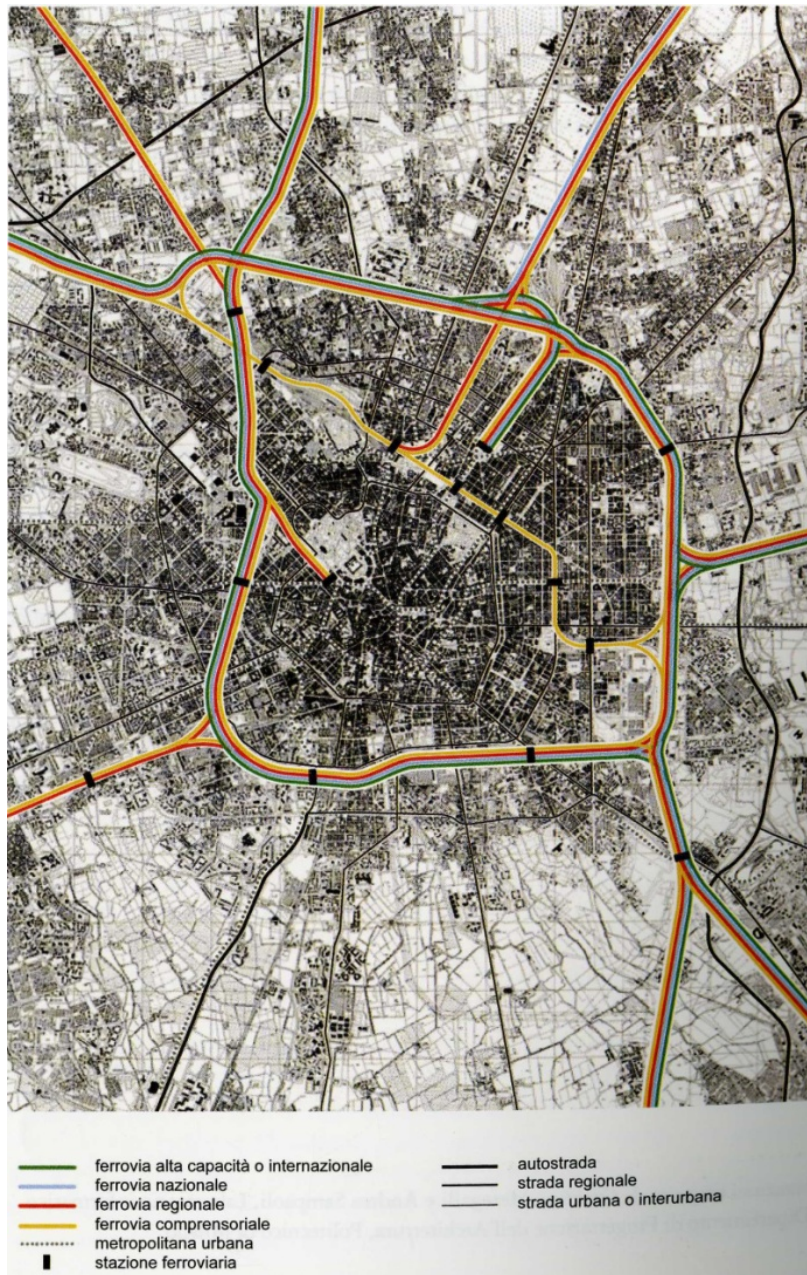 ferrovia alta capacità o internazionale
ferrovia nazionale
ferrovia regionale
ferrovia comprensoriale
metropolitana urbana
stazione ferroviaria
autostrada
strada regionale
strada urbana o interurbana